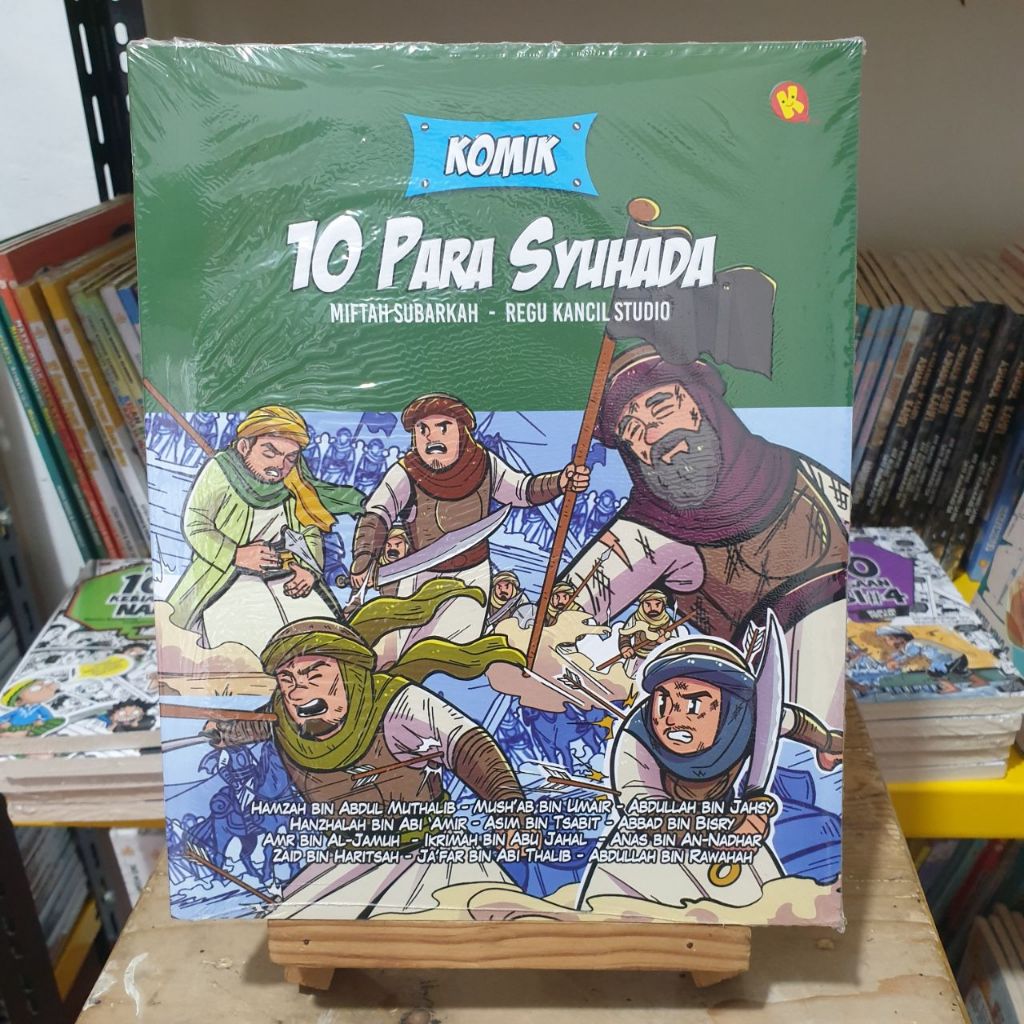 KOMIK
10 PARA SYUHADA
MIFTAH SUBARKAH - REGU KANCIL STUDIO
HAMZAH BIN ABDUL MUTHALIB - MUSH'AB BIN UMAIR - ABDULLAH BIN JAHSY
HANZHALAH BIN ABI 'AMIR - ASIM BIN TSABIT - ABBAD BIN BISRY
AMR BIN AL-JAMUH - IKRIMAH BIN ABU JAHAL - ANAS BIN AN-NADHAR
ZAID BIN HARITSAH - JA'FAR BIN ABI THALIB - ABDULLAH BIN RAWAHAH